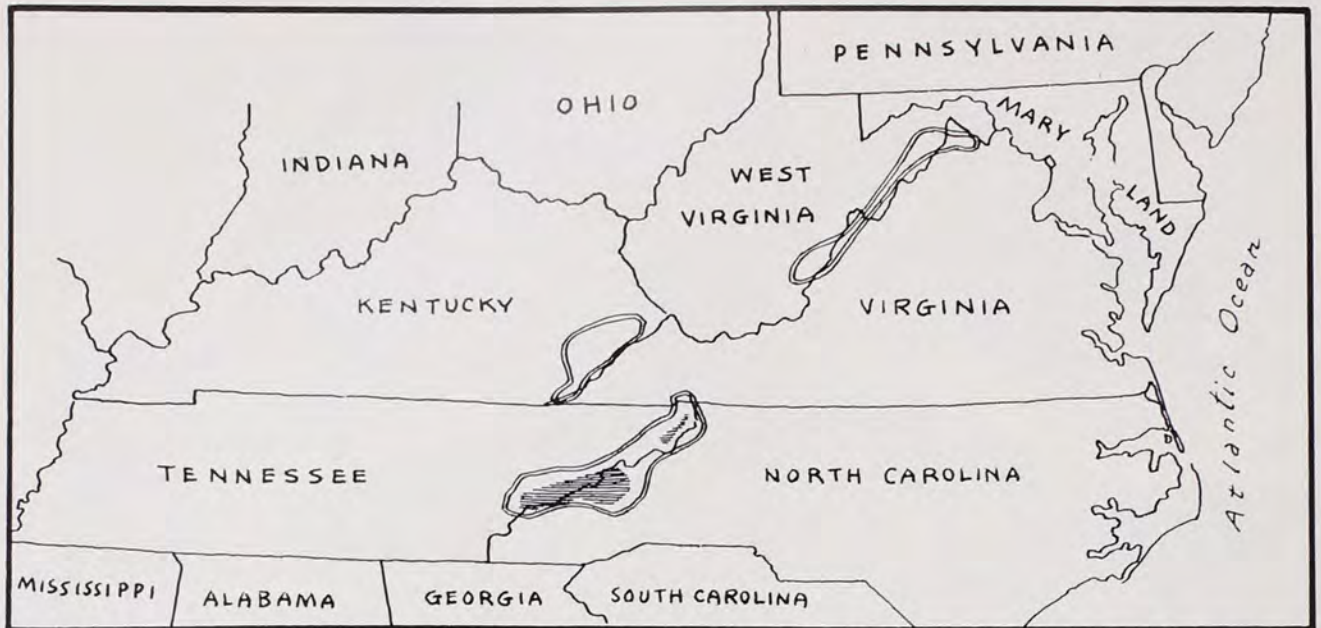 PENNSYLVANIA
OHIO
MARY
LAND
INDIANA
WEST
VIRGINIA
KENTUCKY
VIRGINIA
Atlantic Ocean
TENNESSEE
NORTH CAROLINA
MISSISSIPPI
ALABAMA
GEORGIA
SOUTH CAROLINA